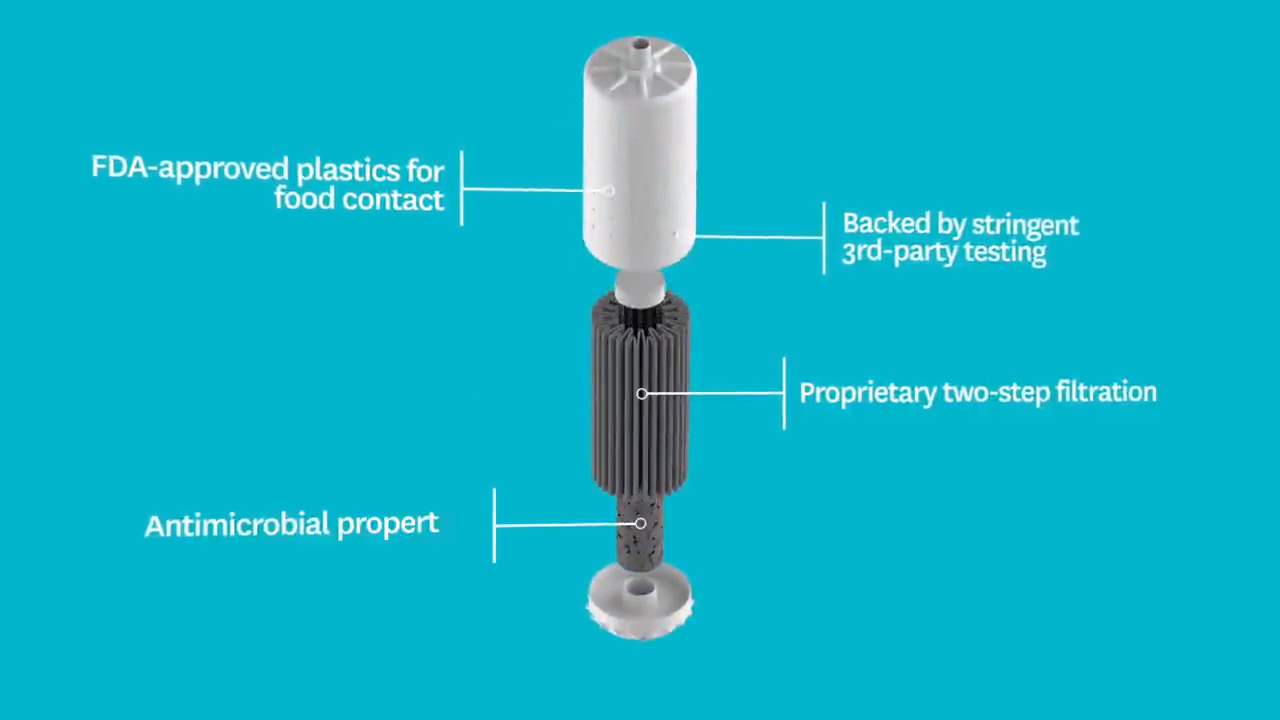 FDA-approved plastics for
food contact
Backed by stringent
3rd-party testing
Proprietary two-step filtration
Antimicrobial propert